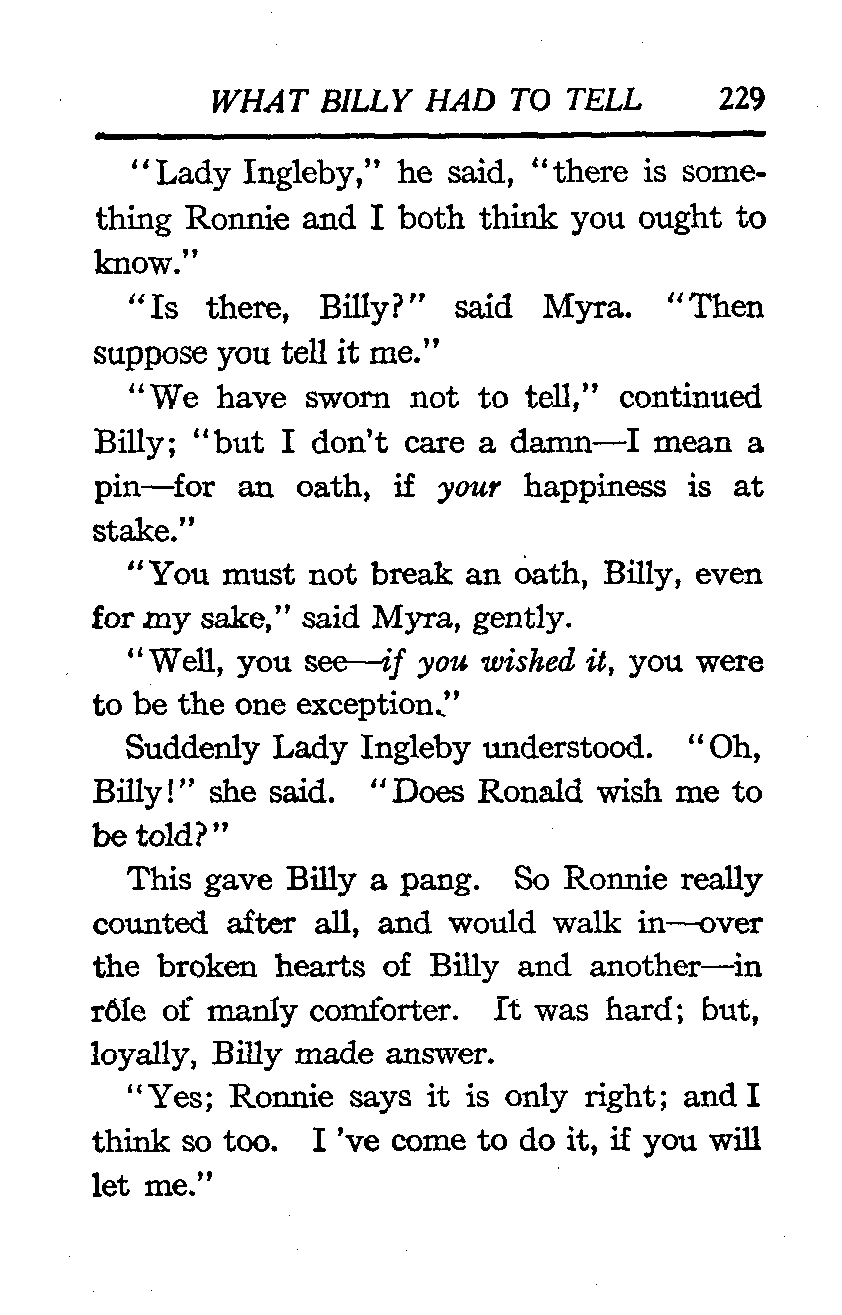 WHAT BILLY HAD TO TELL 229
"Lady Ingleby," he said, "there is some-
thing Ronnie and I both think you ought to
know."
"Is there, Billy?" said Myra. "Then
suppose you tell it me."
"We have sworn not to tell," continued
Billy; "but I don't care a damn—I mean a
pin—for an oath, if your happiness is at
stake."
"You must not break an oath, Billy, even
for my sake," said Myra, gently.
"Well, you see—if you wished it, you were
to be the one exception."
Suddenly Lady Ingleby understood. "Oh,
Billy!" she said. "Does Ronald wish me to
be told?"
This gave Billy a pang. So Ronnie really
counted after all, and would walk in—over
the broken hearts of Billy and another—in
rôle of manly comforter. It was hard; but,
loyally, Billy made answer.
"Yes; Ronnie says it is only right; and I
think so too. I 've come to do it, if you will
let me."